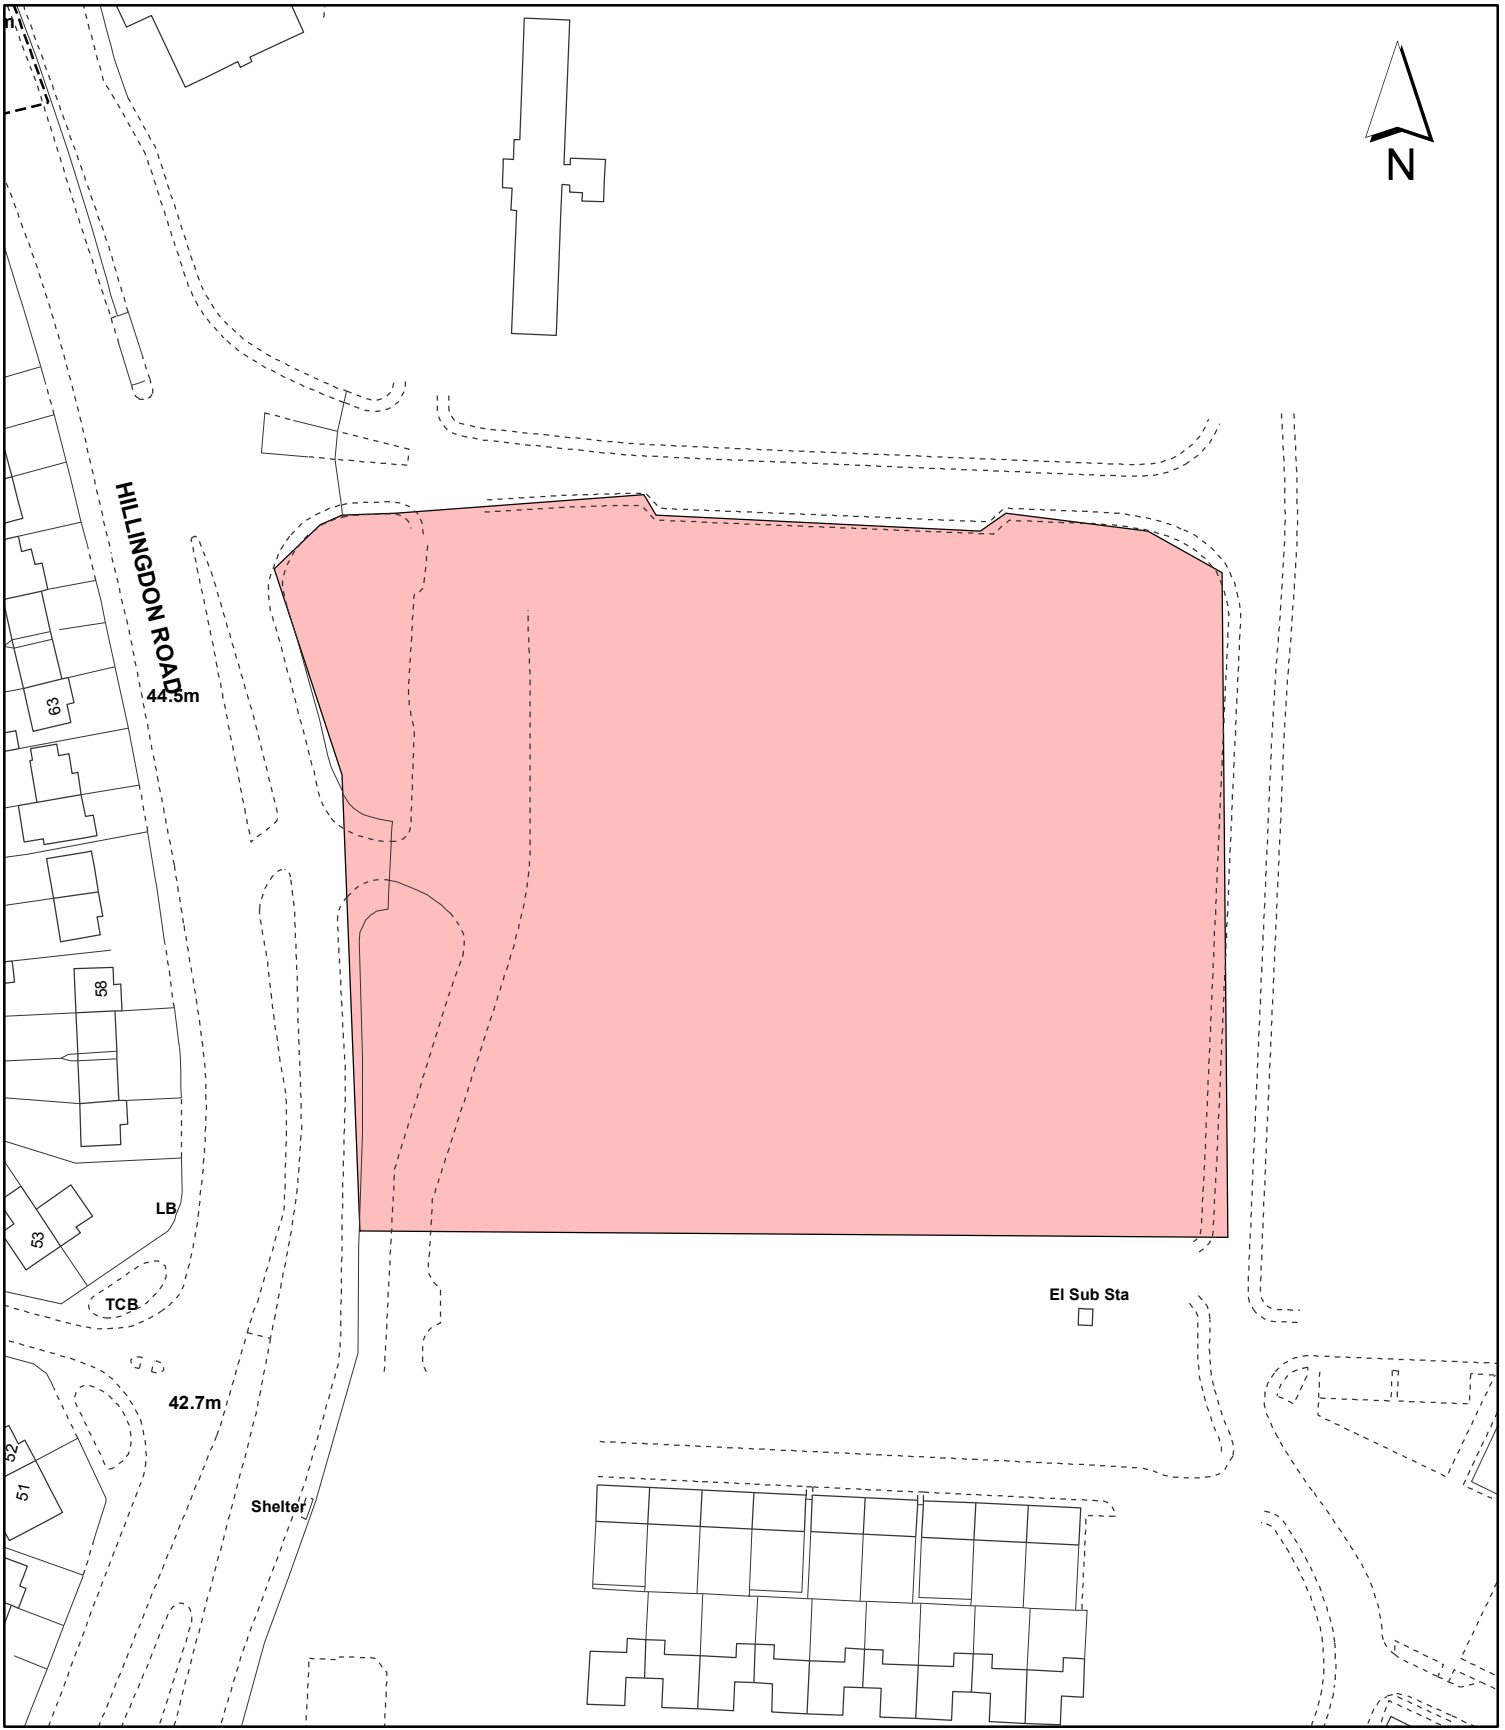 m
N
HILLINGDON ROAD
44.5m
63
58
LB
53
TCB
El Sub Sta
42.7m
52
51
Shelter